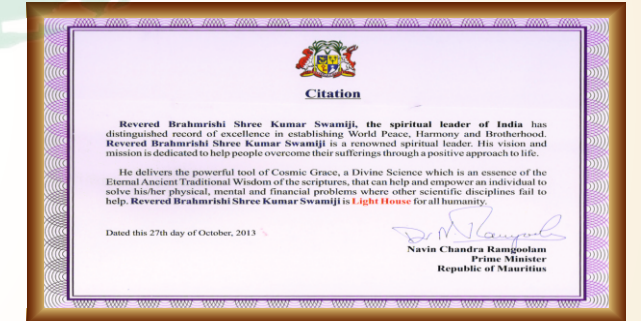 Citation
Revered Brahmrishi Shree Kumar Swamiji, the spiritual leader of India has
distinguished record of excellence in establishing World Peace, Harmony and Brotherhood.
Revered Brahmrishi Shree Kumar Swamiji is a renowned spiritual leader. His vision and
mission is dedicated to help people overcome their sufferings through a positive approach to life.
He delivers the powerful tool of Cosmic Grace, a Divine Science which is an essence of the
Eternal Ancient Traditional Wisdom of the scriptures, that can help and empower an individual to
solve his/her physical, mental and financial problems where other scientific disciplines fail to
help. Revered Brahmrishi Shree Kumar Swamiji is Light House for all humanity.
Dated this 27th day of October, 2013
Navin Chandra Ramgoolam
Prime Minister
Republic of Mauritius